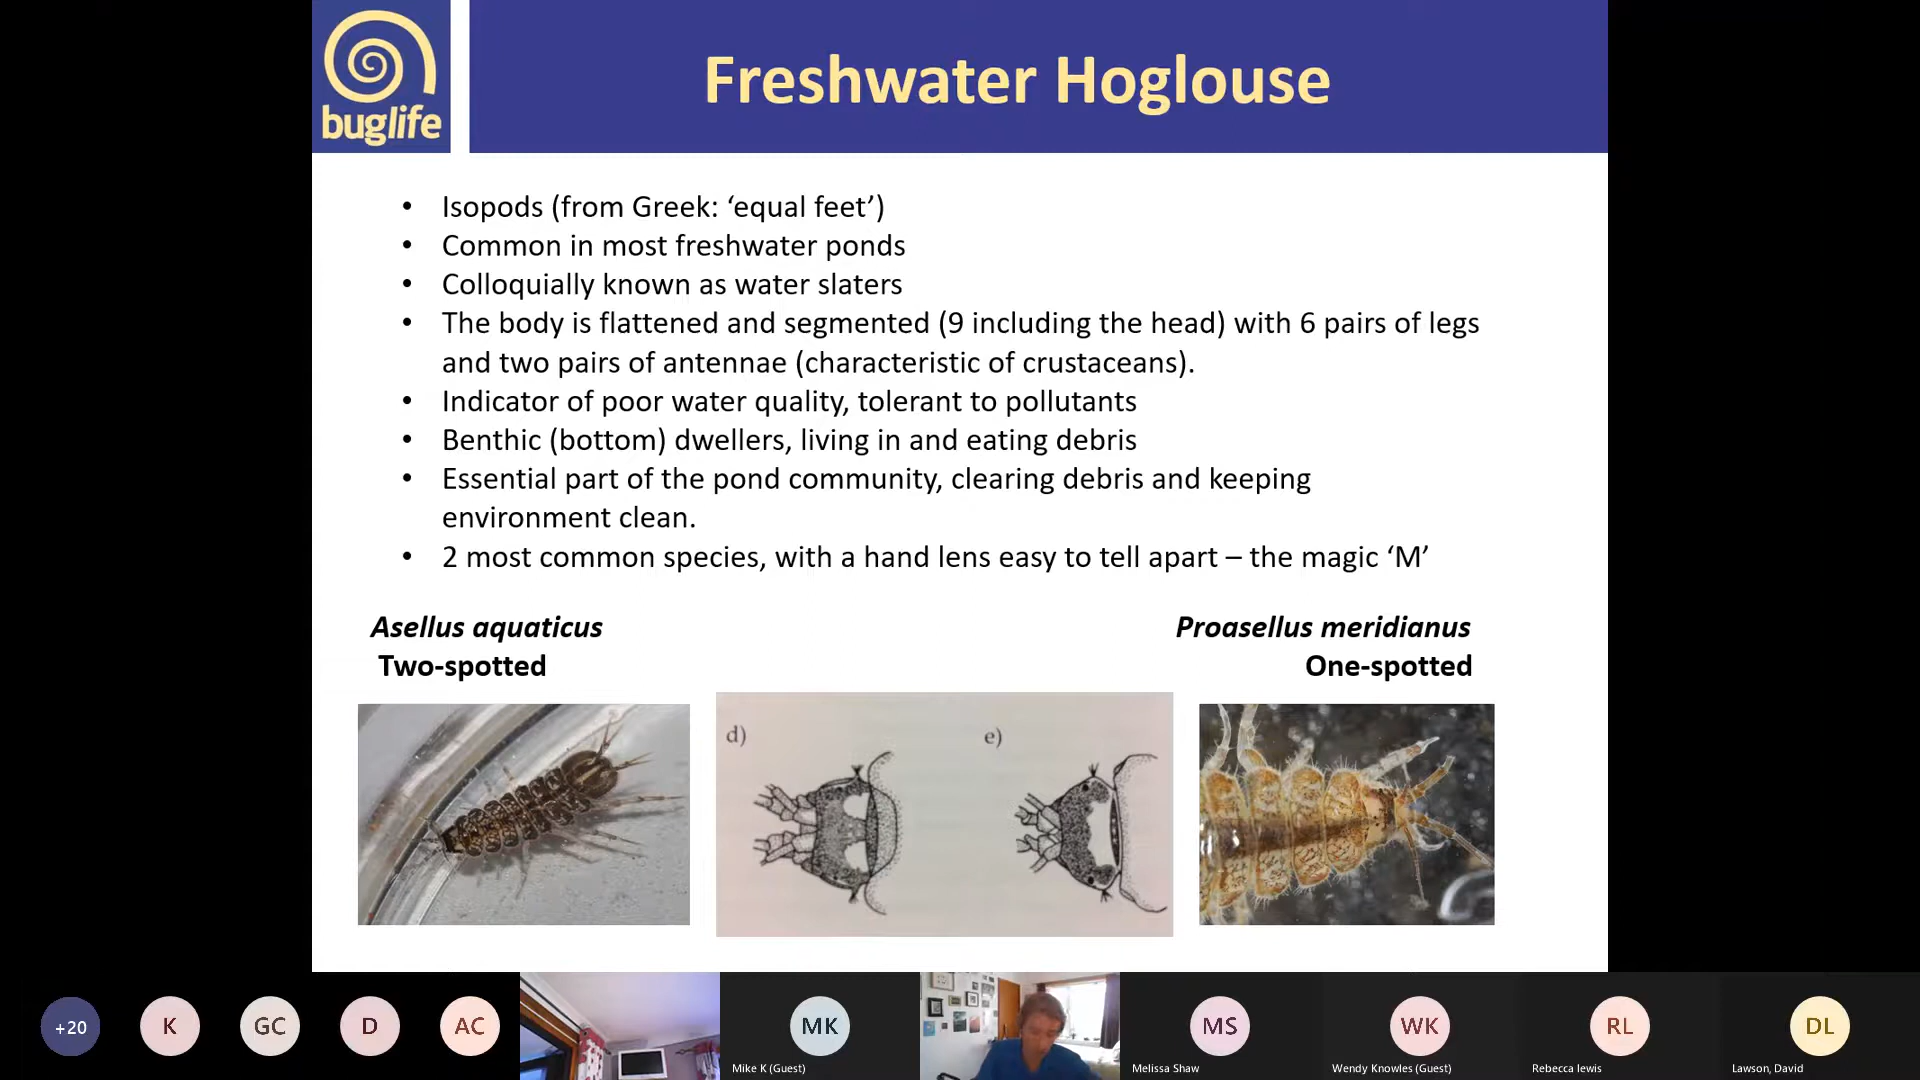 buglife
Freshwater Hoglouse
• Isopods (from Greek: ‘equal feet’)
• Common in most freshwater ponds
• Colloquially known as water slaters
• The body is flattened and segmented (9 including the head) with 6 pairs of legs
and two pairs of antennae (characteristic of crustaceans).
• Indicator of poor water quality, tolerant to pollutants
• Benthic (bottom) dwellers, living in and eating debris
• Essential part of the pond community, clearing debris and keeping
environment clean.
• 2 most common species, with a hand lens easy to tell apart – the magic ‘M’
Asellus aquaticus
Two-spotted
Proasellus meridianus
One-spotted
d)
e)
+20
K
GC
D
AC
MK
Mike K (Guest)
MS
Melissa Shaw
WK
Wendy Knowles (Guest)
RL
Rebecca lewis
DL
Lawson, David